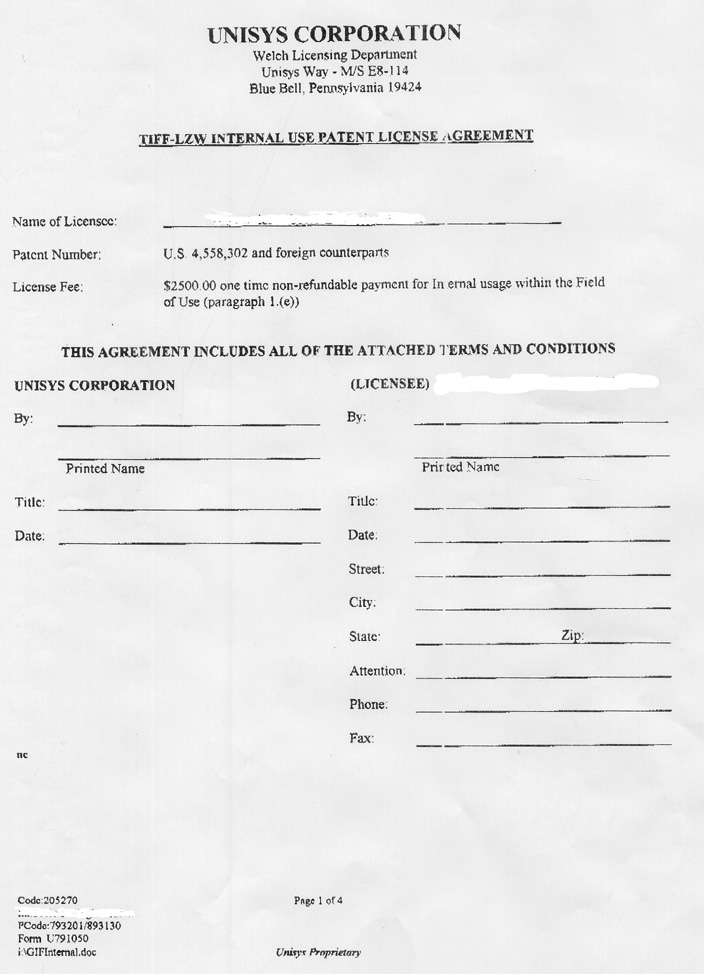 UNISYS CORPORATION
Welch Licensing Department
Unisys Way - M/S E8-114
Blue Bell, Pennsylvania 19424
TIFF-LZW INTERNAL USE PATENT LICENSE AGREEMENT
Name of Licensee:
Patent Number: U.S. 4,558,302 and foreign counterparts
License Fee: $2500.00 one time non-refundable payment for In ernal usage within the Field
of Use (paragraph 1.(e))
THIS AGREEMENT INCLUDES ALL OF THE ATTACHED TERMS AND CONDITIONS
UNISYS CORPORATION (LICENSEE)
By: By:
Printed Name Printed Name
Title: Title:
Date: Date:
Street:
City:
State: Zip:
Attention:
Phone:
Fax:
nc
Code:205270 Page 1 of 4
PCode:793201/893130
Form U791050
i:\GIFInternal.doc Unisys Proprietary